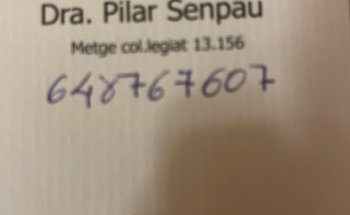 Dra. Pilar Senpau
Metge col.legiat 13.156
648767607